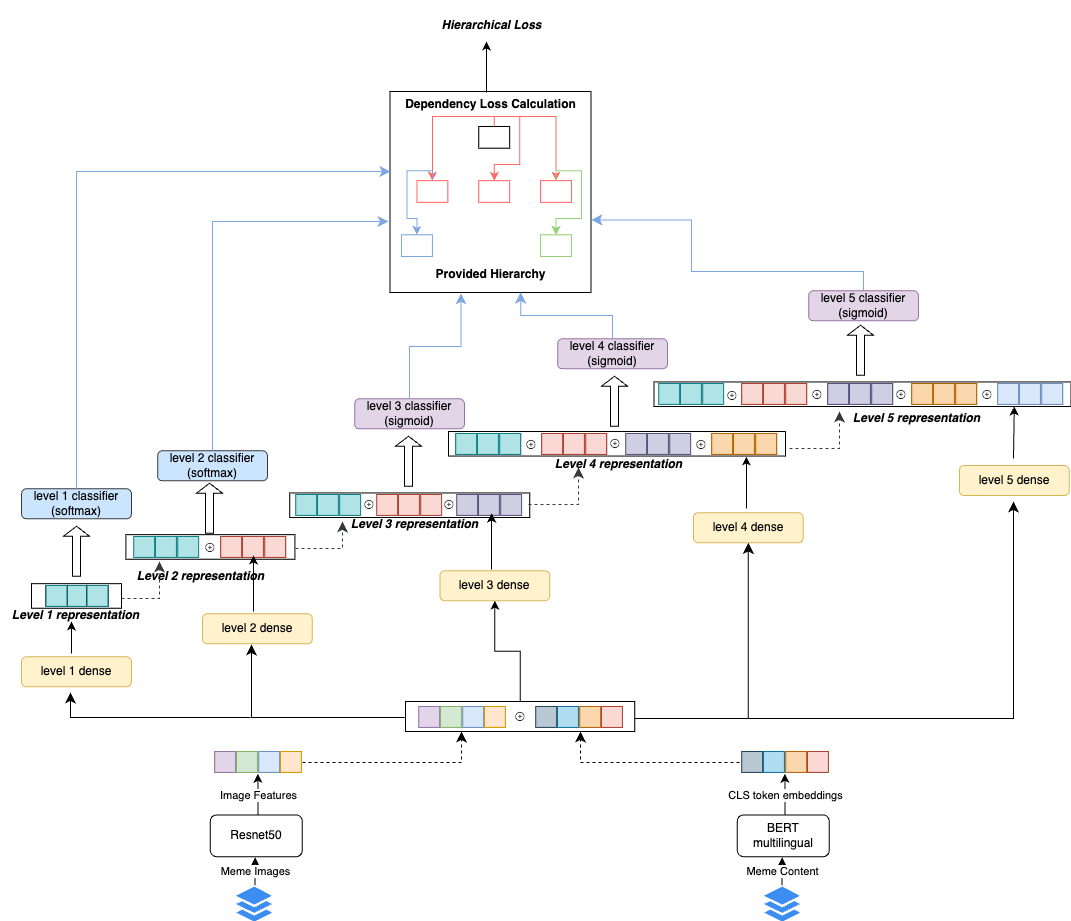 Hierarchical Loss
Dependency Loss Calculation
Provided Hierarchy
level 5 classifier
(sigmoid)
level 4 classifier
(sigmoid)
level 3 classifier
(sigmoid)
level 2 classifier
(softmax)
level 1 classifier
(softmax)
Level 5 representation
Level 4 representation
Level 3 representation
Level 2 representation
Level 1 representation
level 5 dense
level 4 dense
level 3 dense
level 2 dense
level 1 dense
Image Features
CLS token embeddings
Resnet50
BERT
multilingual
Meme Images
Meme Content